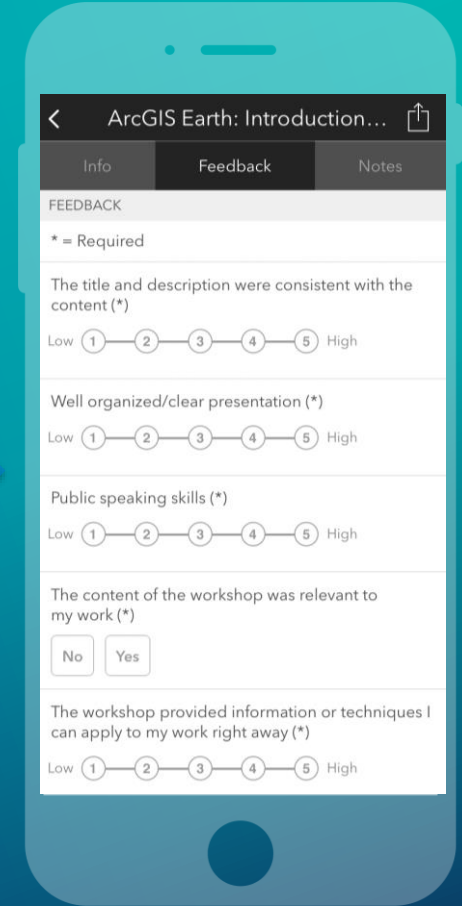 ArcGIS Earth: Introduction...
Info Feedback Notes
FEEDBACK
* = Required
The title and description were consistent with the
content (*)
Low 1 2 3 4 5 High
Well organized/clear presentation (*)
Low 1 2 3 4 5 High
Public speaking skills (*)
Low 1 2 3 4 5 High
The content of the workshop was relevant to
my work (*)
No Yes
The workshop provided information or techniques I
can apply to my work right away (*)
Low 1 2 3 4 5 High